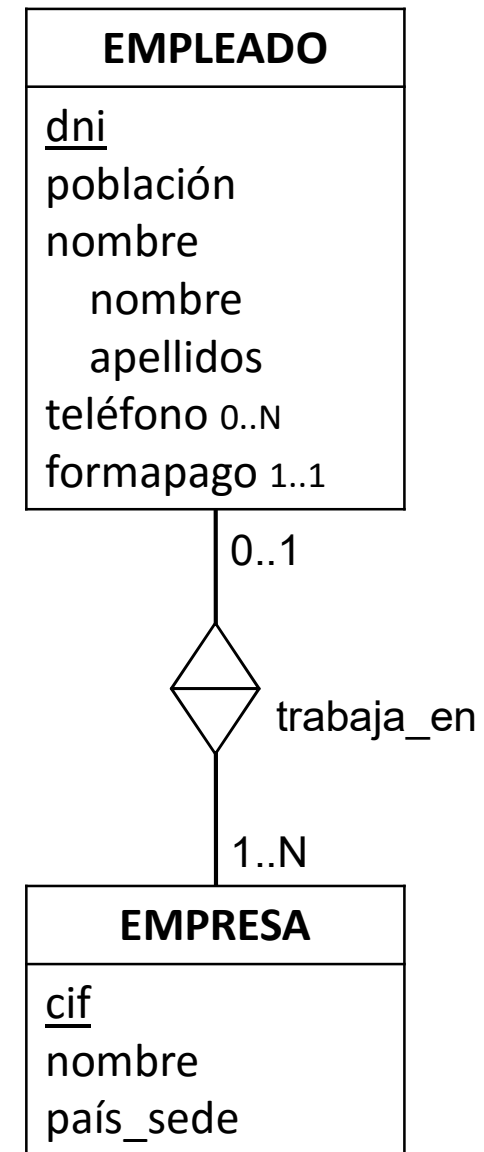 EMPLEADO
dni
población
nombre
nombre
apellidos
teléfono 0..N
formapago 1..1
0..1
trabaja_en
1..N
EMPRESA
cif
nombre
país_sede